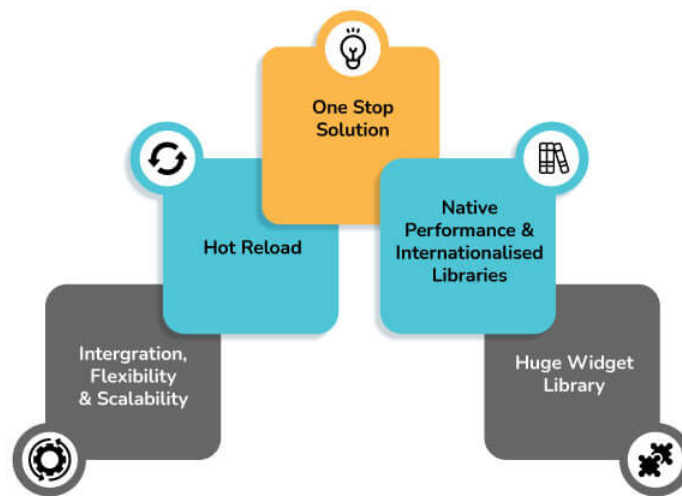 One Stop
Solution
Hot Reload
Native
Performance &
Internationalised
Libraries
Intergration,
Flexibility
& Scalability
Huge Widget
Library